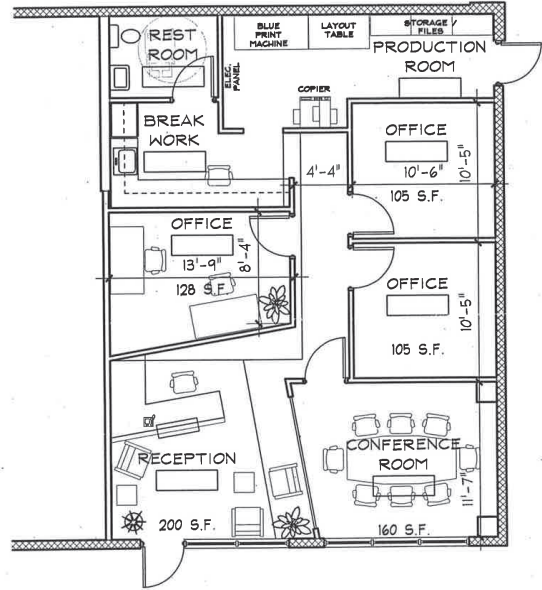 REST
ROOM
BLUE
PRINT
MACHINE
LAYOUT
TABLE
STORAGE /
FILES
PRODUCTION
ROOM
ELEC.
PANEL
COPIER
BREAK
WORK
4'-4"
OFFICE
10'-6"
10'-5"
105 S.F.
OFFICE
13'-9"
8'-4"
128 S.F.
OFFICE
10'-5"
105 S.F.
RECEPTION
200 S.F.
CONFERENCE
ROOM
11'-7"
160 S.F.